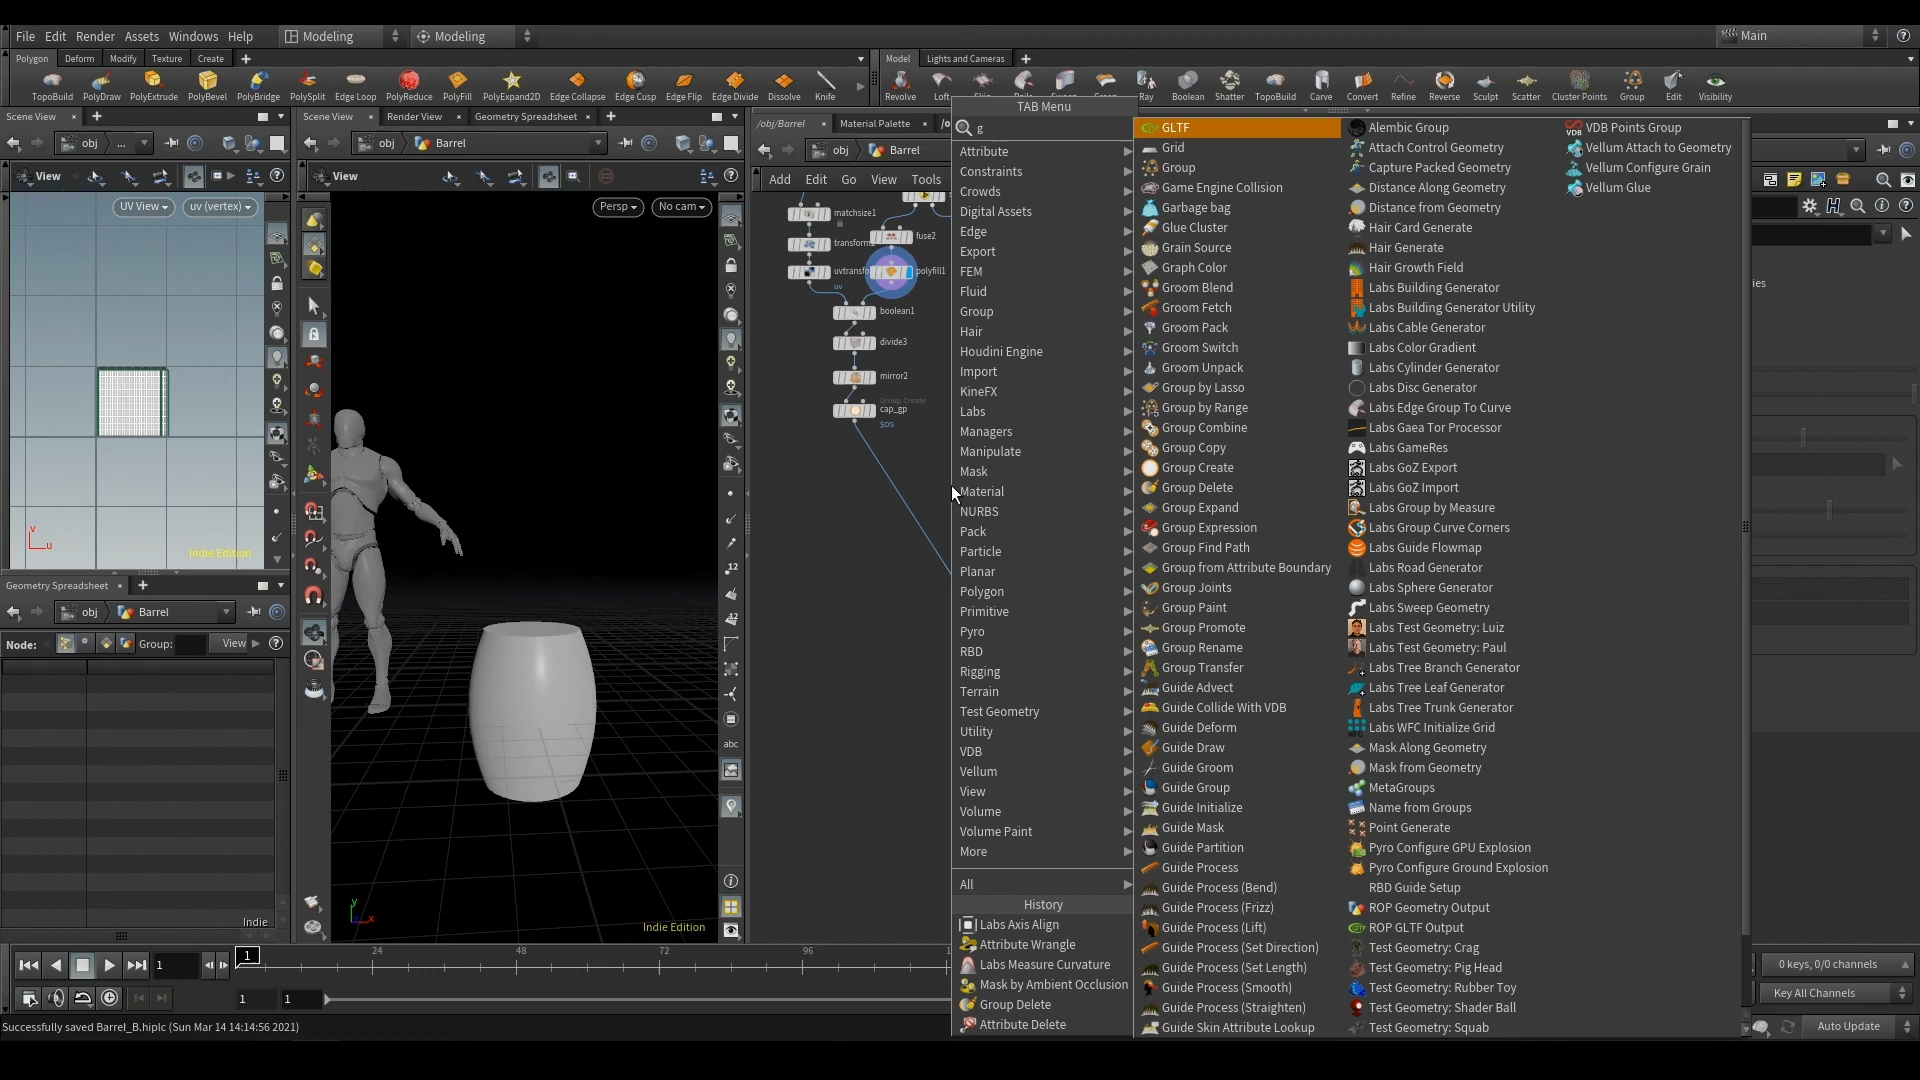 File Edit Render Assets Windows Help Modeling Modeling Main
Polygon Deform Modify Texture Create
Model Lights and Cameras
TopoBuild PolyDraw PolyExtrude PolyBevel PolyBridge PolySplit Edge Loop PolyReduce PolyFill PolyExpand2D Edge Collapse Edge Cusp Edge Flip Edge Divide Dissolve Knife
Revolve Loft Ray Boolean Shatter TopoBuild Carve Convert Refine Reverse Sculpt Scatter Cluster Points Group Edit Visibility
Scene View
Scene View Render View Geometry Spreadsheet
/obj/Barrel Material Palette
obj ...
obj Barrel
obj Barrel
View
View
Add Edit Go View Tools
UV View uv (vertex)
Persp No cam
matchsize1
fuse2
polyfill1
uv
boolean1
divide3
mirror2
Group Create
cap_gp
$OS
Indie Edition
v
u
Geometry Spreadsheet
obj Barrel
Node: Group: View
Indie
y
x
Indie Edition
12
12
abc
TAB Menu
g
Attribute
Constraints
Crowds
Digital Assets
Edge
Export
FEM
Fluid
Group
Hair
Houdini Engine
Import
KineFX
Labs
Managers
Manipulate
Mask
Material
NURBS
Pack
Particle
Planar
Polygon
Primitive
Pyro
RBD
Rigging
Terrain
Test Geometry
Utility
VDB
Vellum
View
Volume
Volume Paint
More
All
History
Labs Axis Align
Attribute Wrangle
Labs Measure Curvature
Mask by Ambient Occlusion
Group Delete
Attribute Delete
GLTF
Grid
Group
Game Engine Collision
Garbage bag
Glue Cluster
Grain Source
Graph Color
Groom Blend
Groom Fetch
Groom Pack
Groom Switch
Groom Unpack
Group by Lasso
Group by Range
Group Combine
Group Copy
Group Create
Group Delete
Group Expand
Group Expression
Group Find Path
Group from Attribute Boundary
Group Joints
Group Paint
Group Promote
Group Rename
Group Transfer
Guide Advect
Guide Collide With VDB
Guide Deform
Guide Draw
Guide Groom
Guide Group
Guide Initialize
Guide Mask
Guide Partition
Guide Process
Guide Process (Bend)
Guide Process (Frizz)
Guide Process (Lift)
Guide Process (Set Direction)
Guide Process (Set Length)
Guide Process (Smooth)
Guide Process (Straighten)
Guide Skin Attribute Lookup
Alembic Group
Attach Control Geometry
Capture Packed Geometry
Distance Along Geometry
Distance from Geometry
Hair Card Generate
Hair Generate
Hair Growth Field
Labs Building Generator
Labs Building Generator Utility
Labs Cable Generator
Labs Color Gradient
Labs Cylinder Generator
Labs Disc Generator
Labs Edge Group To Curve
Labs Gaea Tor Processor
Labs GameRes
Labs GoZ Export
Labs GoZ Import
Labs Group by Measure
Labs Group Curve Corners
Labs Guide Flowmap
Labs Road Generator
Labs Sphere Generator
Labs Sweep Geometry
Labs Test Geometry: Luiz
Labs Test Geometry: Paul
Labs Tree Branch Generator
Labs Tree Leaf Generator
Labs Tree Trunk Generator
Labs WFC Initialize Grid
Mask Along Geometry
Mask from Geometry
MetaGroups
Name from Groups
Point Generate
Pyro Configure GPU Explosion
Pyro Configure Ground Explosion
RBD Guide Setup
ROP Geometry Output
ROP GLTF Output
Test Geometry: Crag
Test Geometry: Pig Head
Test Geometry: Rubber Toy
Test Geometry: Shader Ball
Test Geometry: Squab
VDB Points Group
Vellum Attach to Geometry
Vellum Configure Grain
Vellum Glue
1 1 24 48 72 96
1 1
0 keys, 0/0 channels
Key All Channels
Auto Update
Successfully saved Barrel_B.hiplc (Sun Mar 14 14:14:56 2021)